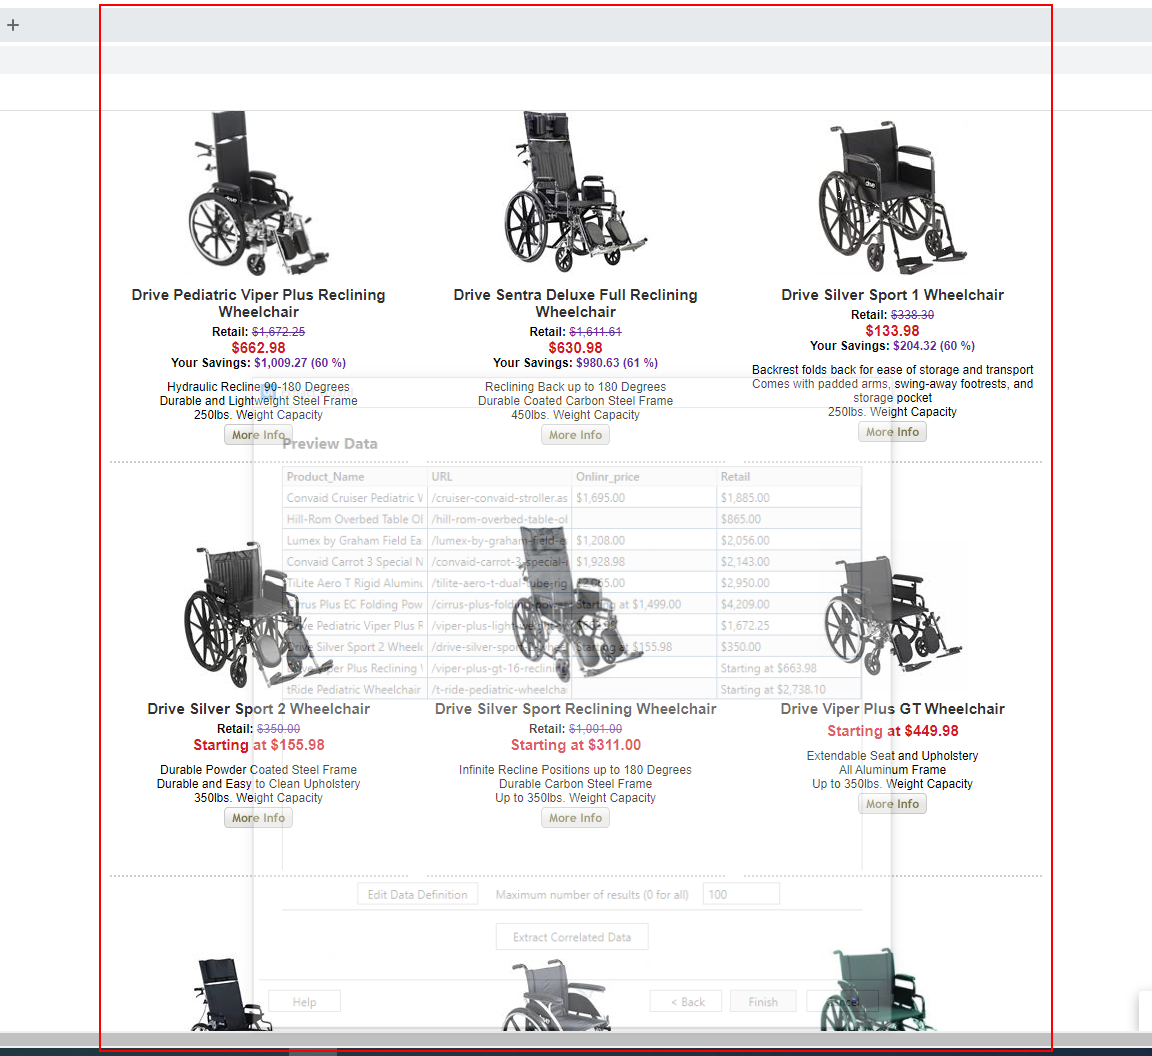 +
Drive Pediatric Viper Plus Reclining
Wheelchair
Retail: $1,672.25
$662.98
Your Savings: $1,009.27 (60 %)
Hydraulic Recline 90-180 Degrees
Durable and Lightweight Steel Frame
250lbs. Weight Capacity
More Info
Drive Sentra Deluxe Full Reclining
Wheelchair
Retail: $1,611.61
$630.98
Your Savings: $980.63 (61 %)
Reclining Back up to 180 Degrees
Durable Coated Carbon Steel Frame
450lbs. Weight Capacity
More Info
Drive Silver Sport 1 Wheelchair
Retail: $338.30
$133.98
Your Savings: $204.32 (60 %)
Backrest folds back for ease of storage and transport
Comes with padded arms, swing-away footrests, and
storage pocket
250lbs. Weight Capacity
More Info
Preview Data
Product_Name URL Onlinr_price Retail
Convaid Cruiser Pediatric W /cruiser-convaid-stroller.as $1,695.00 $1,885.00
Hill-Rom Overbed Table Ol /hill-rom-overbed-table-ol $865.00
Lumex by Graham Field Ea /lumex-by-graham-field-e $1,208.00 $2,056.00
Convaid Carrot 3 Special N /convaid-carrot-3-special- $1,928.98 $2,143.00
TiLite Aero T Rigid Aluminu /tilite-aero-t-dual-tube-rig $2,065.00 $2,950.00
Cirrus Plus EC Folding Pow /cirrus-plus-folding-power Starting at $1,499.00 $4,209.00
Drive Pediatric Viper Plus R /viper-plus-light-weight $1,672.25
Drive Silver Sport 2 Wheelc /drive-silver-sport-2-whee Starting at $155.98 $350.00
Drive Viper Plus Reclining /viper-plus-gt-16-reclinin Starting at $663.98
tRide Pediatric Wheelchair /t-ride-pediatric-wheelcha Starting at $2,738.10
Drive Silver Sport 2 Wheelchair
Retail: $350.00
Starting at $155.98
Durable Powder Coated Steel Frame
Durable and Easy to Clean Upholstery
350lbs. Weight Capacity
More Info
Drive Silver Sport Reclining Wheelchair
Retail: $1,001.00
Starting at $311.00
Infinite Recline Positions up to 180 Degrees
Durable Carbon Steel Frame
Up to 350lbs. Weight Capacity
More Info
Drive Viper Plus GT Wheelchair
Starting at $449.98
Extendable Seat and Upholstery
All Aluminum Frame
Up to 350lbs. Weight Capacity
More Info
Edit Data Definition Maximum number of results (0 for all) 100
Extract Correlated Data
Help < Back Finish Cancel